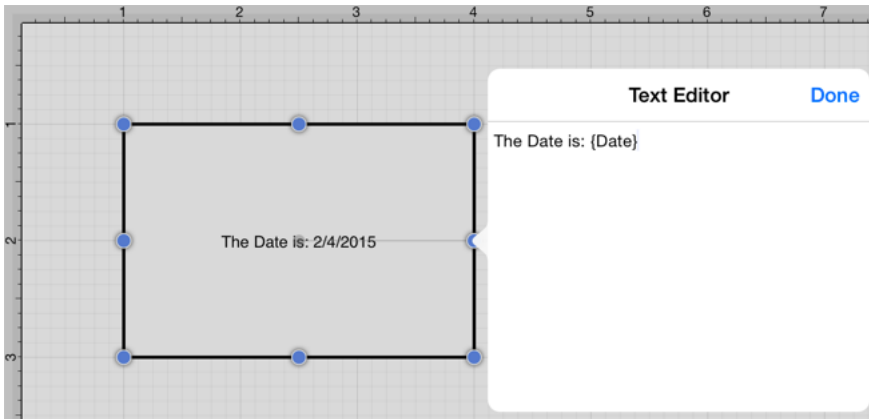 1 2 3 4 5 6 7
Text Editor Done
1
The Date is: {Date}
2
The Date is: 2/4/2015
3